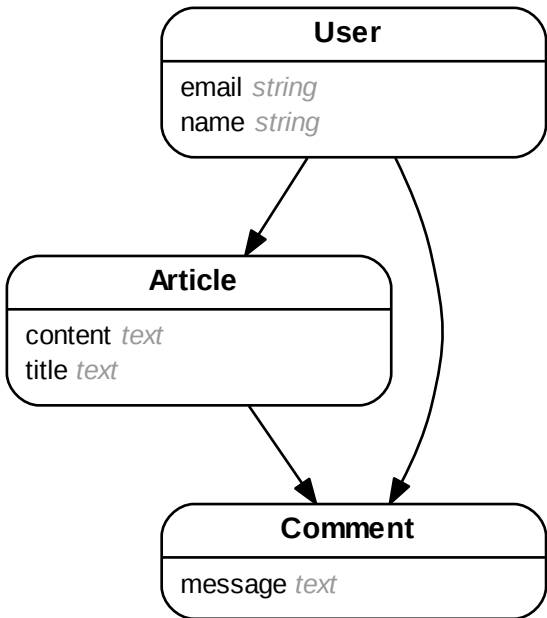 User
email string
name string
Article
content text
title text
Comment
message text